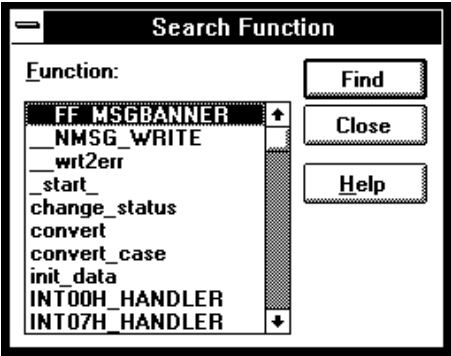 Search Function
Function:
__FF_MSGBANNER
__NMSG_WRITE
__wrt2err
_start_
change_status
convert
convert_case
init_data
INT00H_HANDLER
INT07H_HANDLER
Find
Close
Help